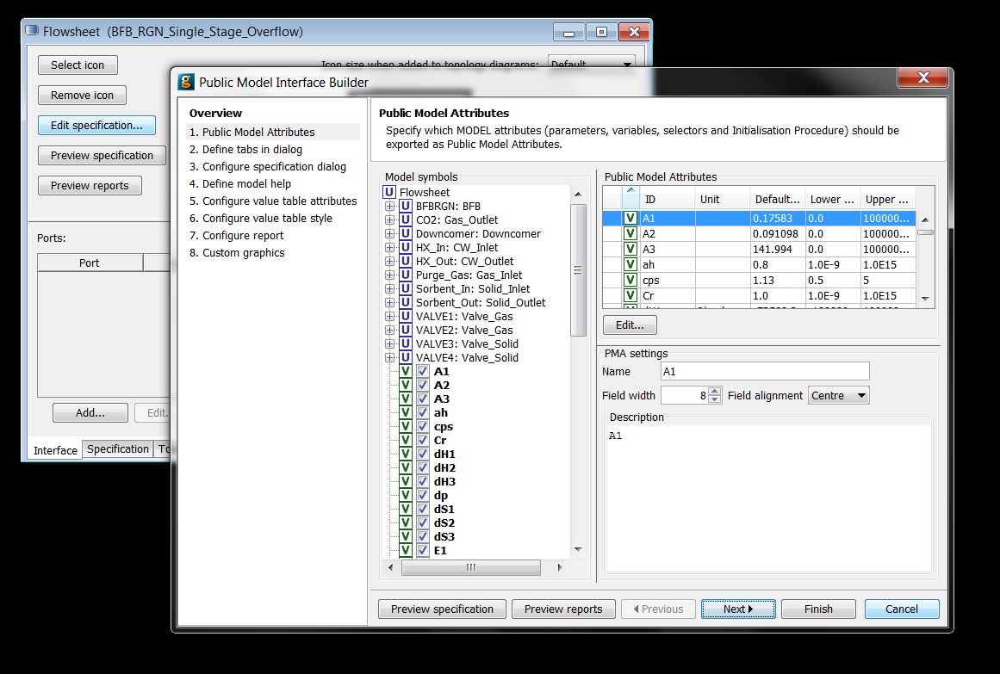 Flowsheet (BFB_RGN_Single_Stage_Overflow)
Select icon
Icon size when added to topology diagrams: Default
Remove icon
Edit specification...
Preview specification
Preview reports
Ports:
Port
Add...
Edit.
Interface
Specification
To
Public Model Interface Builder
Overview
1. Public Model Attributes
2. Define tabs in dialog
3. Configure specification dialog
4. Define model help
5. Configure value table attributes
6. Configure value table style
7. Configure report
8. Custom graphics
Public Model Attributes
Specify which MODEL attributes (parameters, variables, selectors and Initialisation Procedure) should be
exported as Public Model Attributes.
Model symbols
U Flowsheet
U BFBRGN: BFB
U CO2: Gas_Outlet
U Downcomer: Downcomer
U HX_In: CW_Inlet
U HX_Out: CW_Outlet
U Purge_Gas: Gas_Inlet
U Sorbent_In: Solid_Inlet
U Sorbent_Out: Solid_Outlet
U VALVE1: Valve_Gas
U VALVE2: Valve_Gas
U VALVE3: Valve_Solid
U VALVE4: Valve_Solid
V A1
V A2
V A3
V ah
V cps
V Cr
V dH1
V dH2
V dH3
V dp
V dS1
V dS2
V dS3
V E1
Public Model Attributes
ID Unit Default... Lower ... Upper ...
V A1 0.17583 0.0 100000...
V A2 0.091098 0.0 100000...
V A3 141.994 0.0 100000...
V ah 0.8 1.0E-9 1.0E15
V cps 1.13 0.5 5
V Cr 1.0 1.0E-9 1.0E15
Edit...
PMA settings
Name A1
Field width 8 Field alignment Centre
Description
A1
Preview specification
Preview reports
Previous
Next
Finish
Cancel